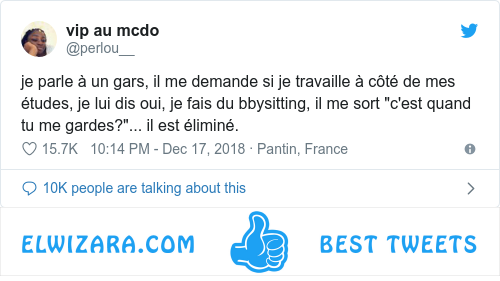 vip au mcdo
@perlou__
je parle à un gars, il me demande si je travaille à côté de mes
études, je lui dis oui, je fais du bbysitting, il me sort "c'est quand
tu me gardes?"... il est éliminé.
15.7K 10:14 PM - Dec 17, 2018 · Pantin, France
10K people are talking about this
ELWIZARA.COM BEST TWEETS